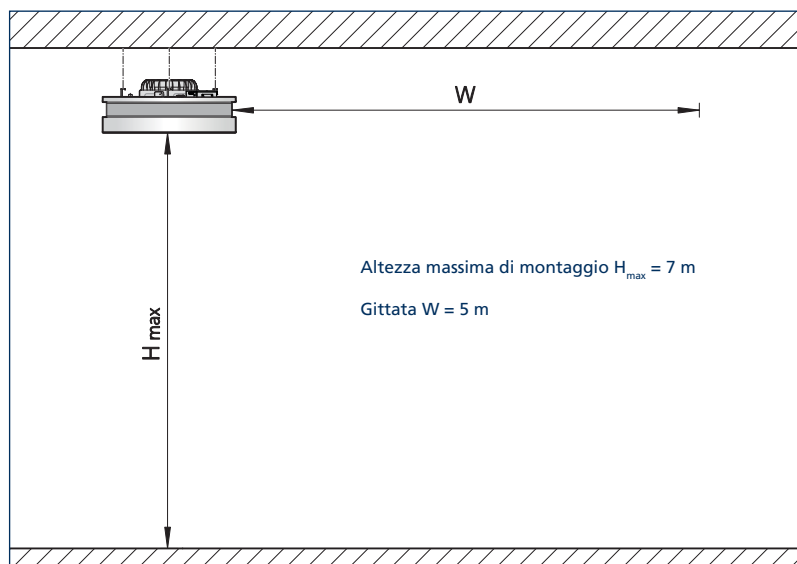 W
Altezza massima di montaggio Hmax = 7 m
Gittata W = 5 m
H max